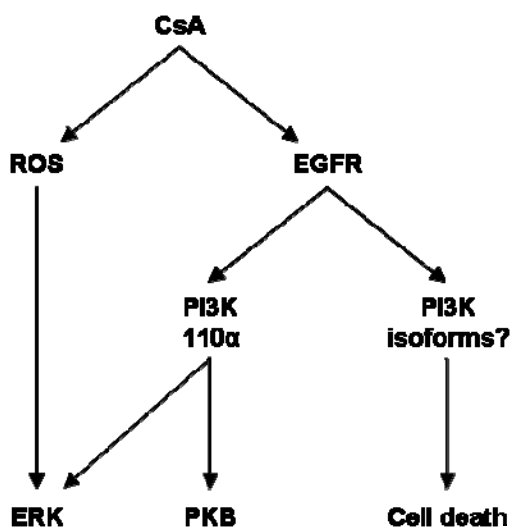 CsA
ROS
EGFR
PI3K
110α
PI3K
isoforms?
ERK
PKB
Cell death